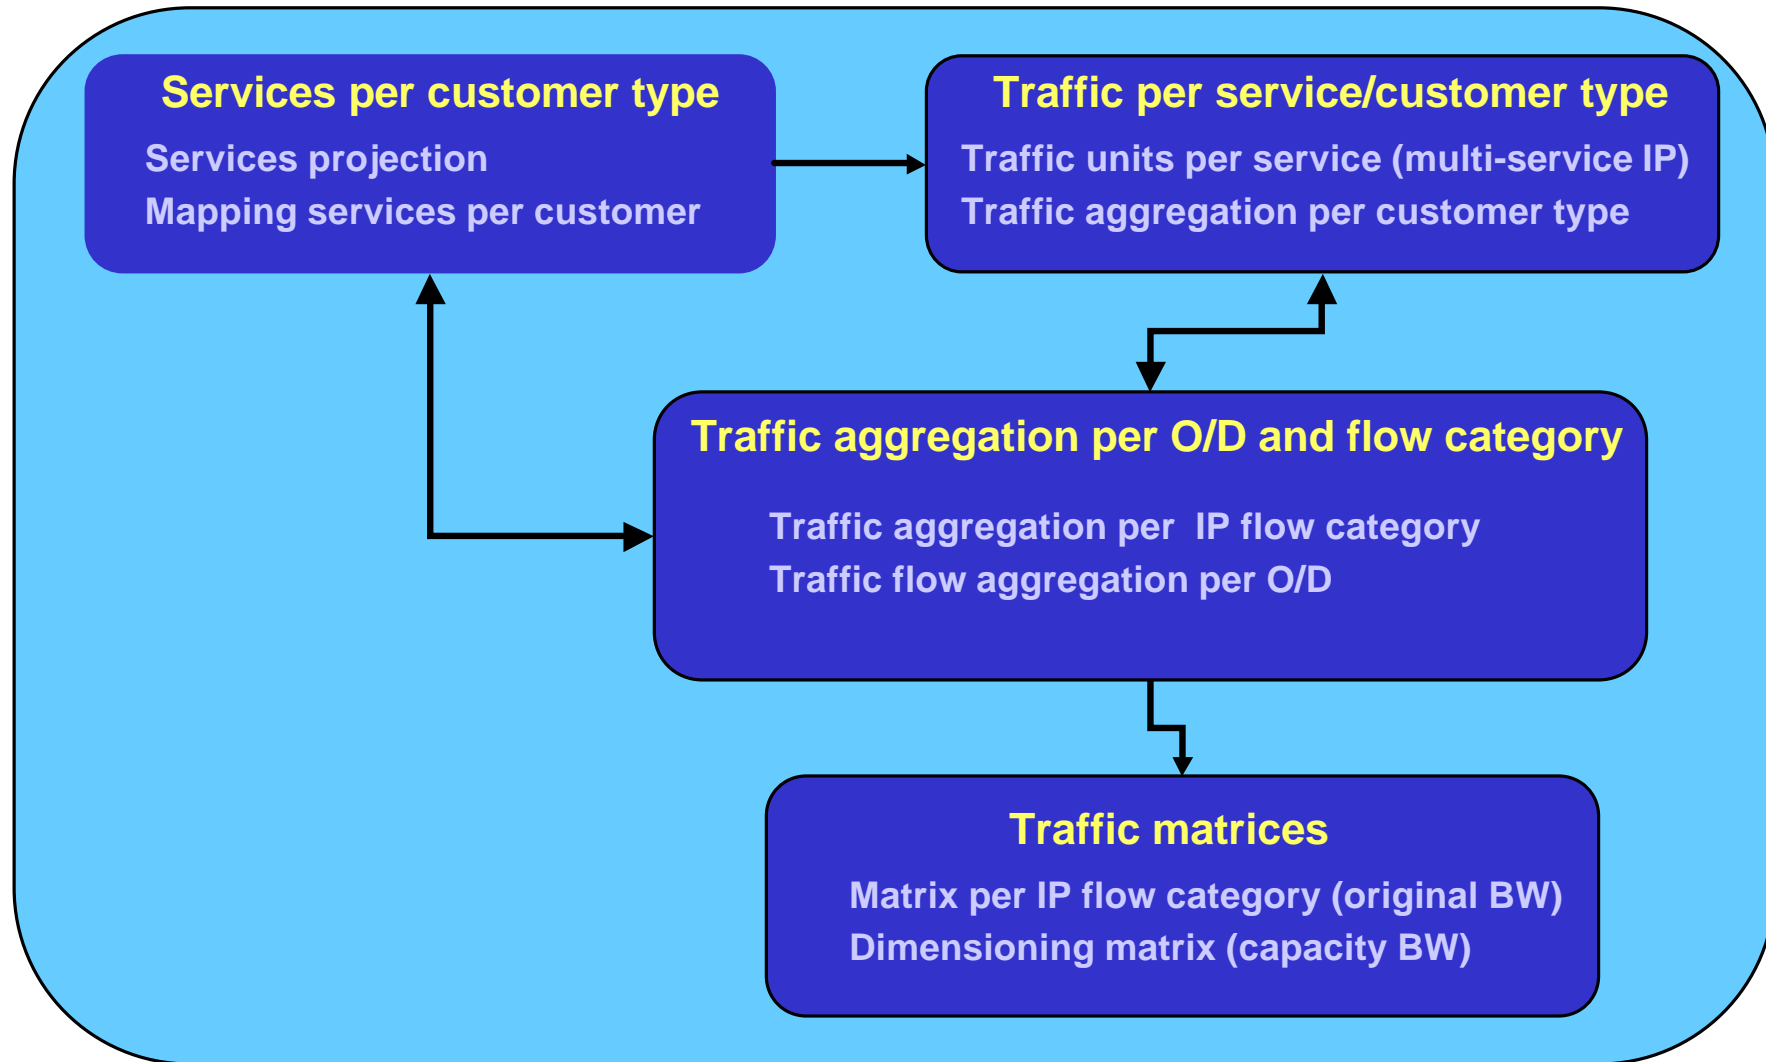 Services per customer type
Services projection
Mapping services per customer
Traffic per service/customer type
Traffic units per service (multi-service IP)
Traffic aggregation per customer type
Traffic aggregation per O/D and flow category
Traffic aggregation per  IP flow category
Traffic flow aggregation per O/D
Traffic matrices
Matrix per IP flow category (original BW)
Dimensioning matrix (capacity BW)